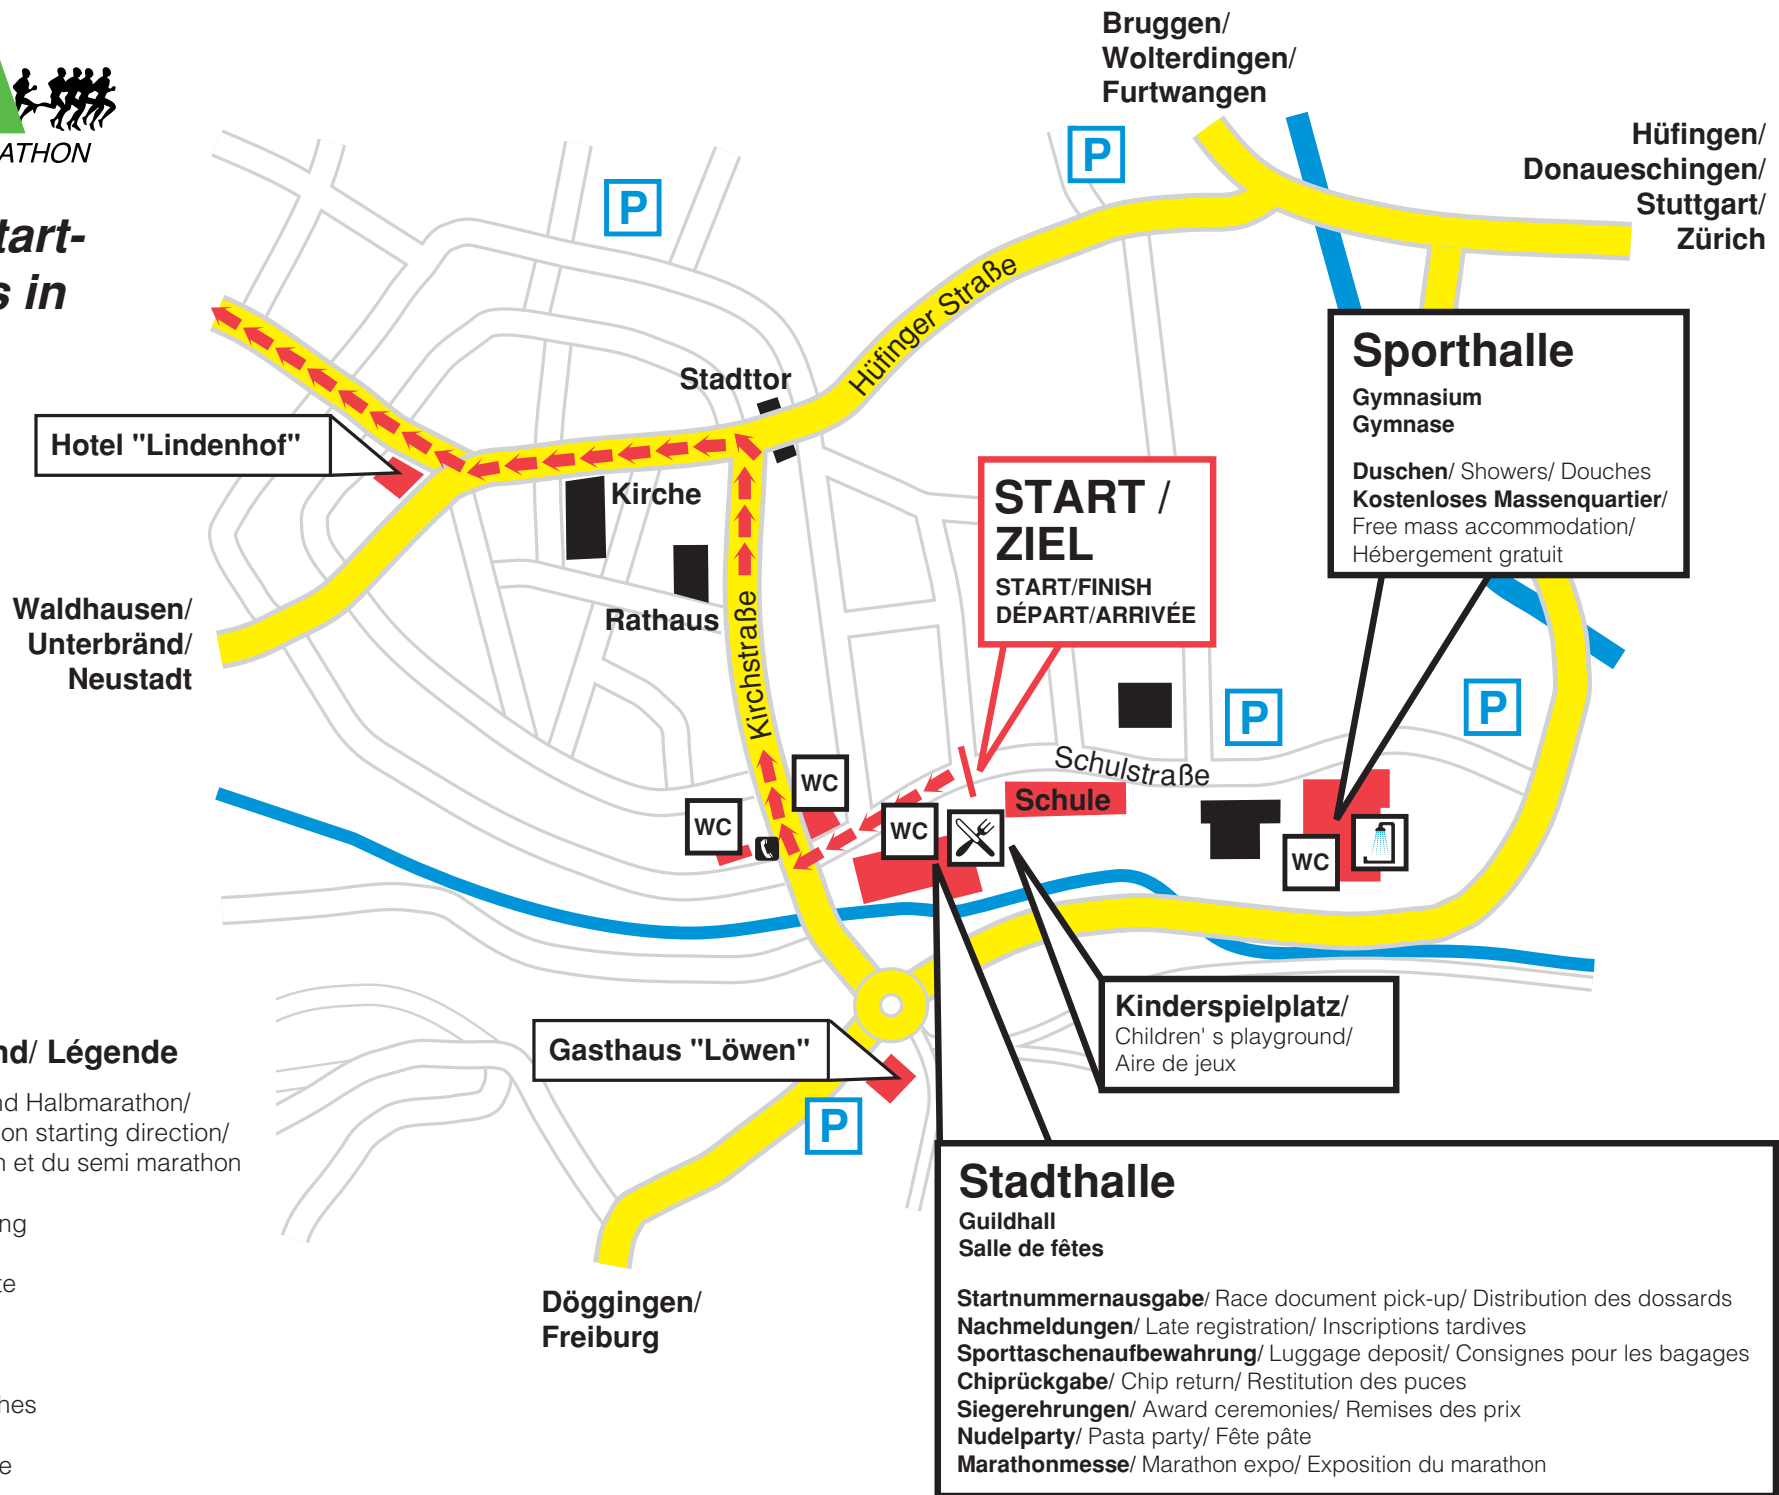 Bruggen/
Wolterdingen/
Furtwangen
Hüfingen/
Donaueschingen/
Stuttgart/
Zürich
ATHON
tart-
s in
P
P
Hüfinger Straße
Stadttor
Hotel "Lindenhof"
Kirche
Rathaus
Kirchstraße
Waldhausen/
Unterbränd/
Neustadt
START /
ZIEL
START/FINISH
DÉPART/ARRIVÉE
Sporthalle
Gymnasium
Gymnase
Duschen/ Showers/ Douches
Kostenloses Massenquartier/
Free mass accommodation/
Hébergement gratuit
P
P
Schulstraße
Schule
WC
WC
WC
WC
Kinderspielplatz/
Children' s playground/
Aire de jeux
Gasthaus "Löwen"
P
Döggingen/
Freiburg
nd/ Légende
nd Halbmarathon/
on starting direction/
n et du semi marathon
ng
te
hes
e
Stadthalle
Guildhall
Salle de fêtes
Startnummernausgabe/ Race document pick-up/ Distribution des dossards
Nachmeldungen/ Late registration/ Inscriptions tardives
Sporttaschenaufbewahrung/ Luggage deposit/ Consignes pour les bagages
Chiprückgabe/ Chip return/ Restitution des puces
Siegerehrungen/ Award ceremonies/ Remises des prix
Nudelparty/ Pasta party/ Fête pâte
Marathonmesse/ Marathon expo/ Exposition du marathon